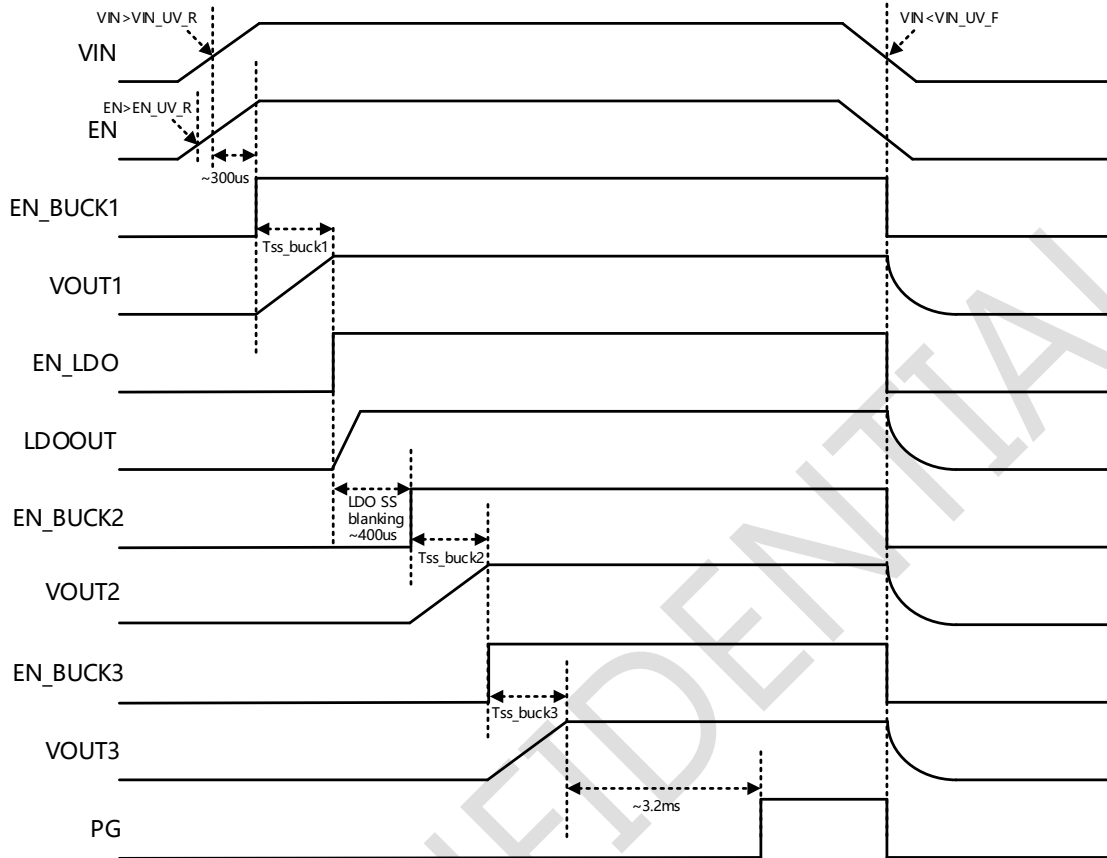 VIN>VIN_UV_R
VIN<VIN_UV_F
VIN
EN>EN_UV_R
EN
~300us
EN_BUCK1
Tss_buck1
VOUT1
EN_LDO
LDOOUT
LDO SS
blanking
~400us
EN_BUCK2
Tss_buck2
VOUT2
EN_BUCK3
Tss_buck3
VOUT3
~3.2ms
PG
FIDENTIAL